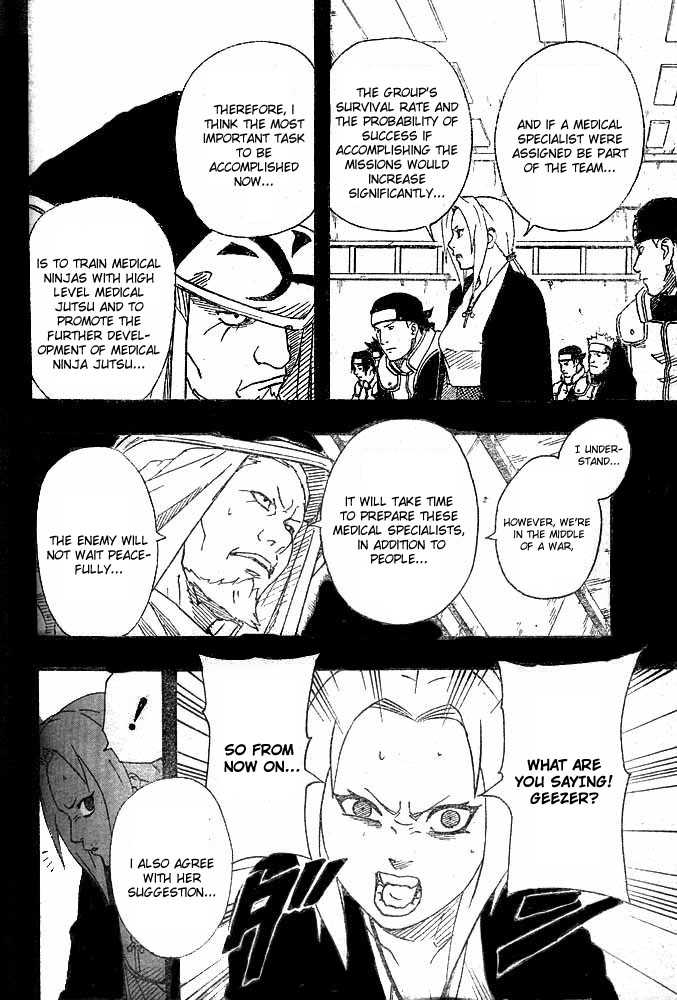 AND IF A MEDICAL
SPECIALIST WERE
ASSIGNED BE PART
OF THE TEAM...
THE GROUP'S
SURVIVAL RATE AND
THE PROBABILITY OF
SUCCESS IF
ACCOMPLISHING THE
MISSIONS WOULD
INCREASE
SIGNIFICANTLY...
THEREFORE, I
THINK THE MOST
IMPORTANT TASK
TO BE
ACCOMPLISHED
NOW...
IS TO TRAIN MEDICAL
NINJAS WITH HIGH
LEVEL MEDICAL
JUTSU AND TO
PROMOTE THE
FURTHER DEVEL-
OPMENT OF MEDICAL
NINJA JUTSU...
I UNDER-
STAND...
HOWEVER, WE'RE
IN THE MIDDLE
OF A WAR,
IT WILL TAKE TIME
TO PREPARE THESE
MEDICAL SPECIALISTS,
IN ADDITION TO
PEOPLE...
THE ENEMY WILL
NOT WAIT PEACE-
FULLY...
WHAT ARE
YOU SAYING!
GEEZER?
SO FROM
NOW ON...
ダッ
!
I ALSO AGREE
WITH HER
SUGGESTION...